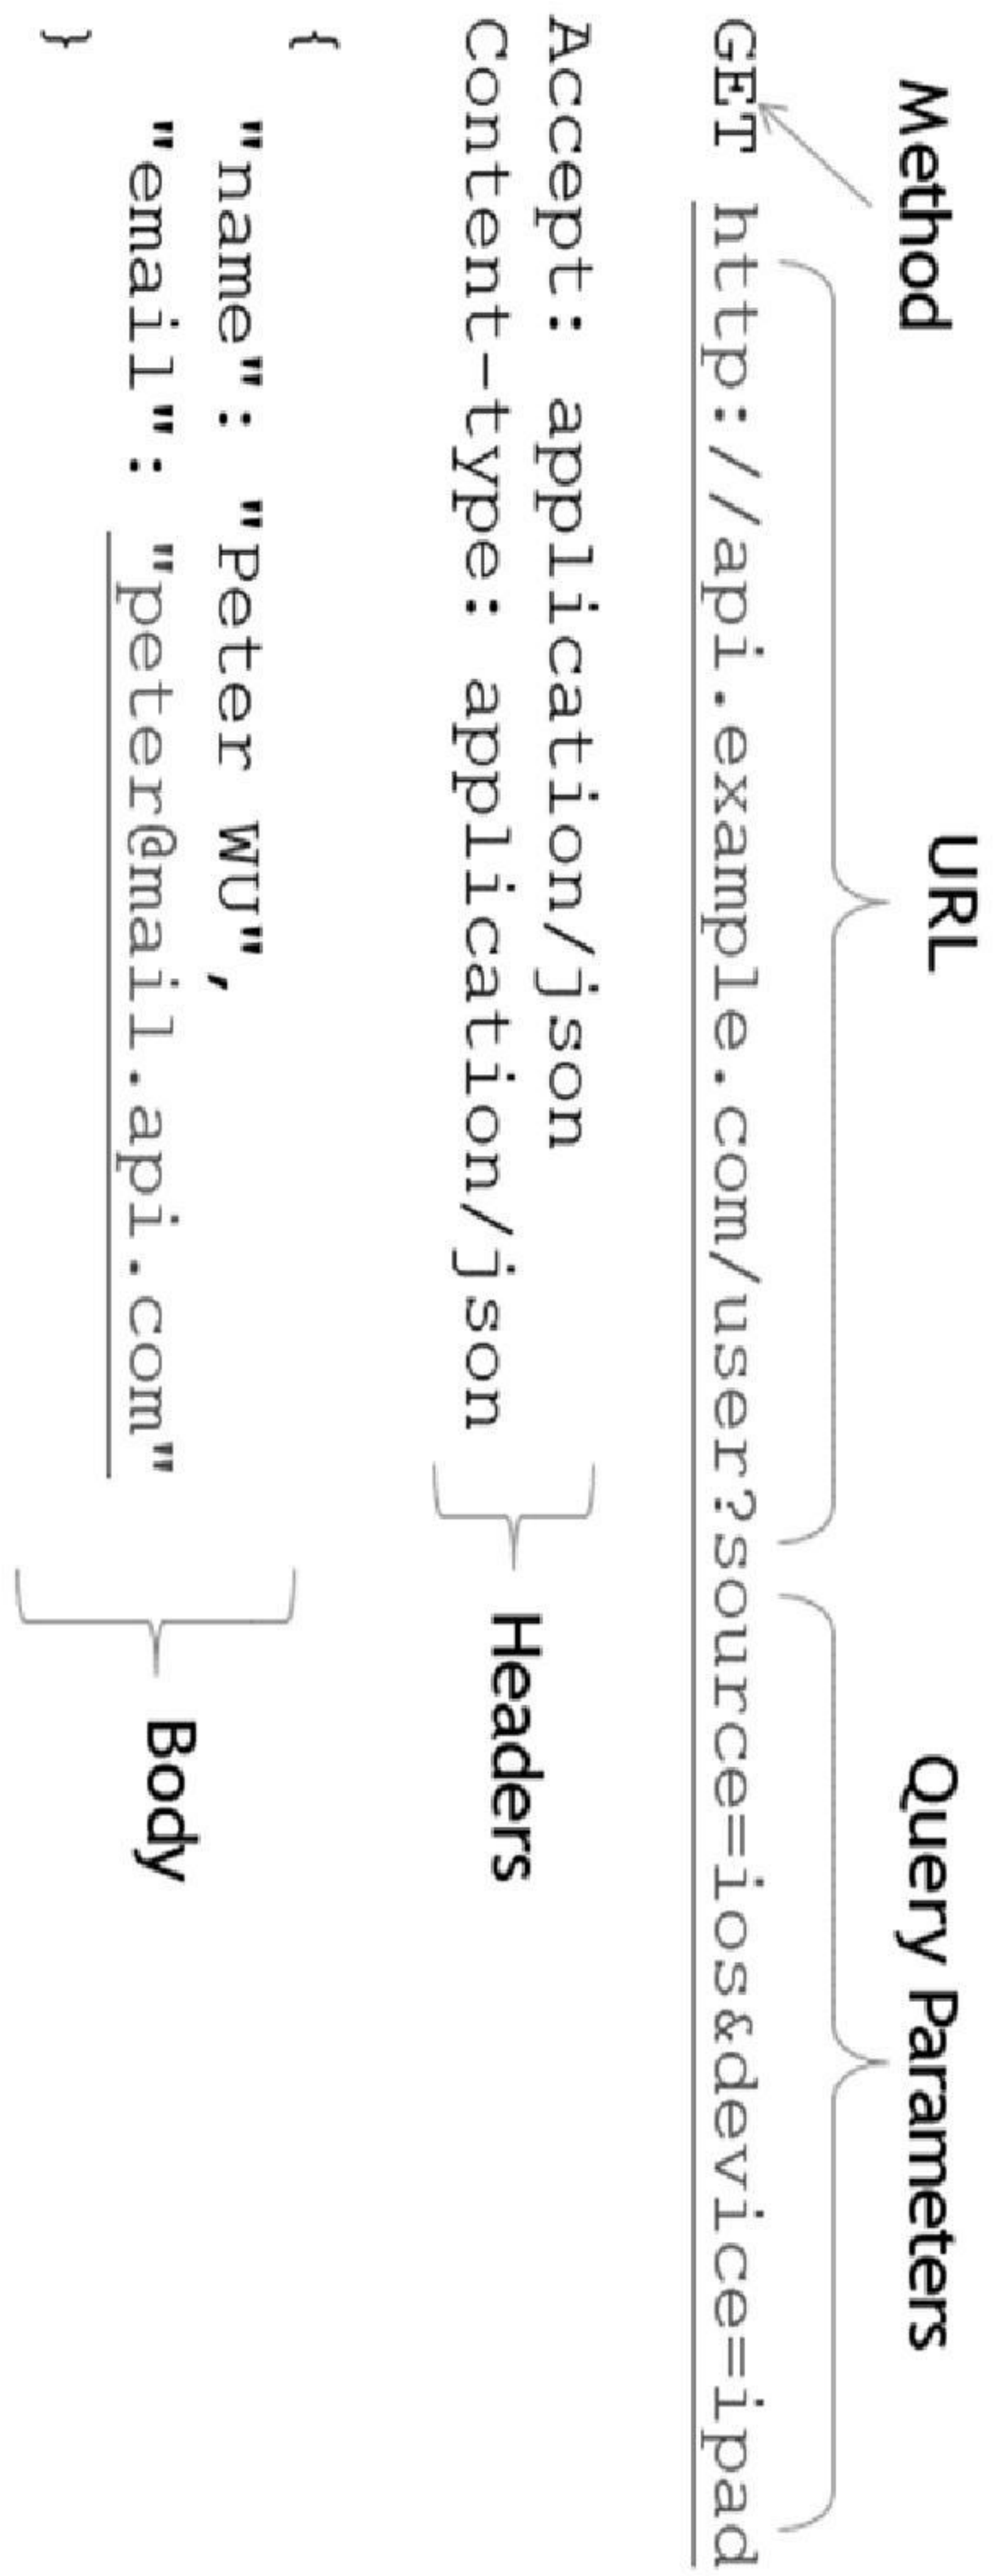 Method URL Query Parameters
GET http://api.example.com/user?source=ios&device=ipad
Accept: application/json
Content-type: application/json
Headers
{
"name": "Peter WU",
"email": "peter@mail.api.com"
}
Body